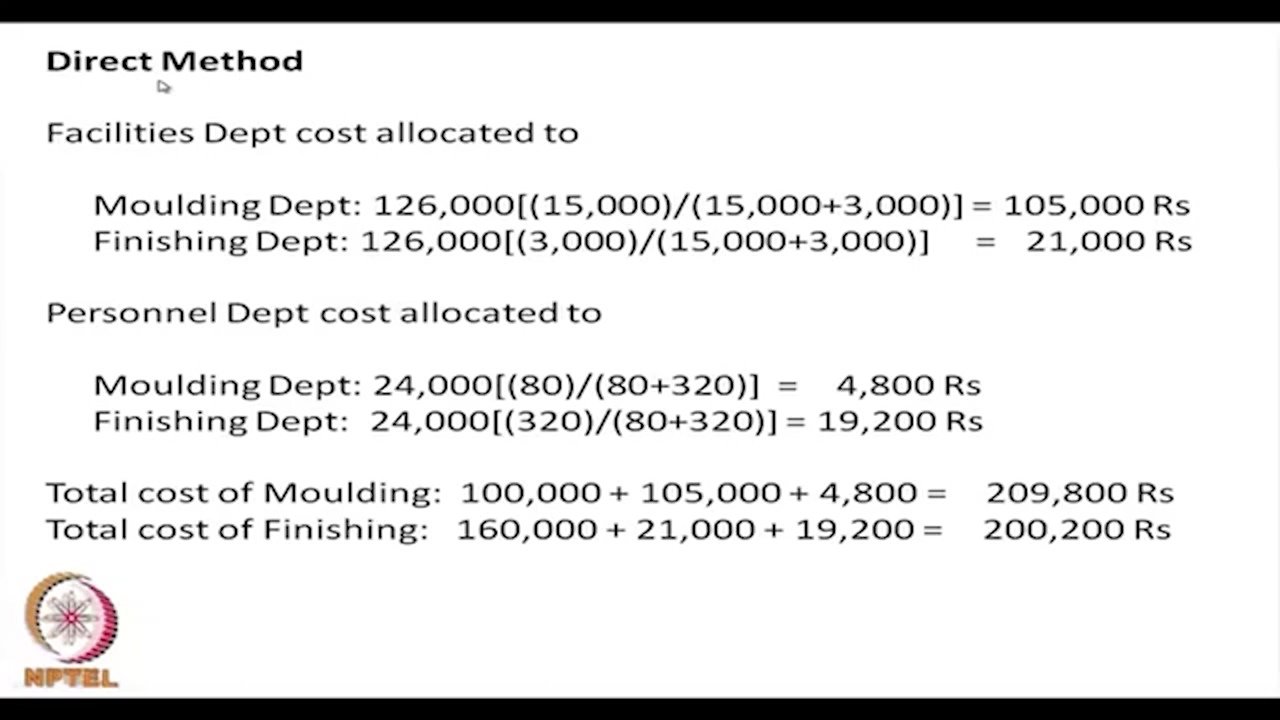 Direct Method
Facilities Dept cost allocated to
Moulding Dept: 126,000[(15,000)/(15,000+3,000)] = 105,000 Rs
Finishing Dept: 126,000[(3,000)/(15,000+3,000)] = 21,000 Rs
Personnel Dept cost allocated to
Moulding Dept: 24,000[(80)/(80+320)] = 4,800 Rs
Finishing Dept: 24,000[(320)/(80+320)] = 19,200 Rs
Total cost of Moulding: 100,000 + 105,000 + 4,800 = 209,800 Rs
Total cost of Finishing: 160,000 + 21,000 + 19,200 = 200,200 Rs
NPTEL